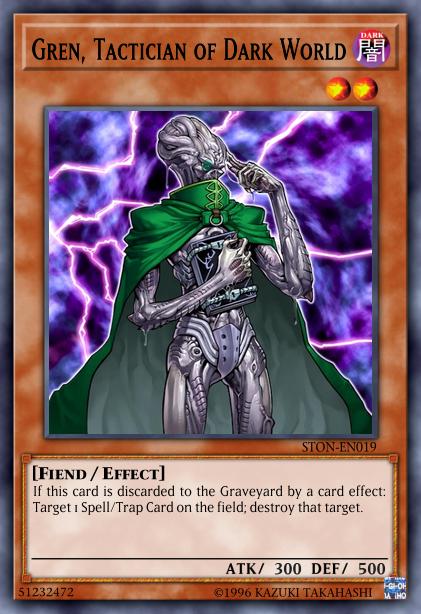 Gren, Tactician of Dark World
DARK
闇
STON-EN019
[Fiend / Effect]
If this card is discarded to the Graveyard by a card effect:
Target 1 Spell/Trap Card on the field; destroy that target.
ATK/ 300 DEF/ 500
51232472
©1996 KAZUKI TAKAHASHI